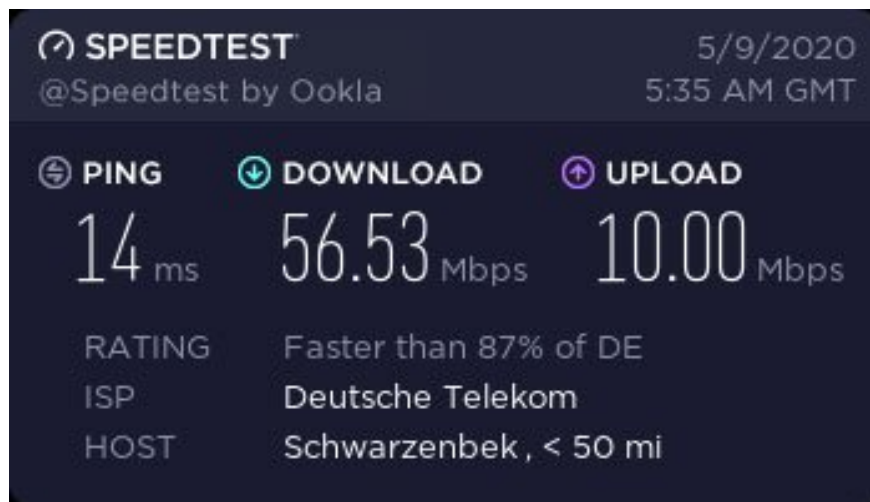 SPEEDTEST
5/9/2020
@Speedtest by Ookla
5:35 AM GMT
PING
DOWNLOAD
UPLOAD
14 ms
56.53 Mbps
10.00 Mbps
RATING
Faster than 87% of DE
ISP
Deutsche Telekom
HOST
Schwarzenbek , < 50 mi